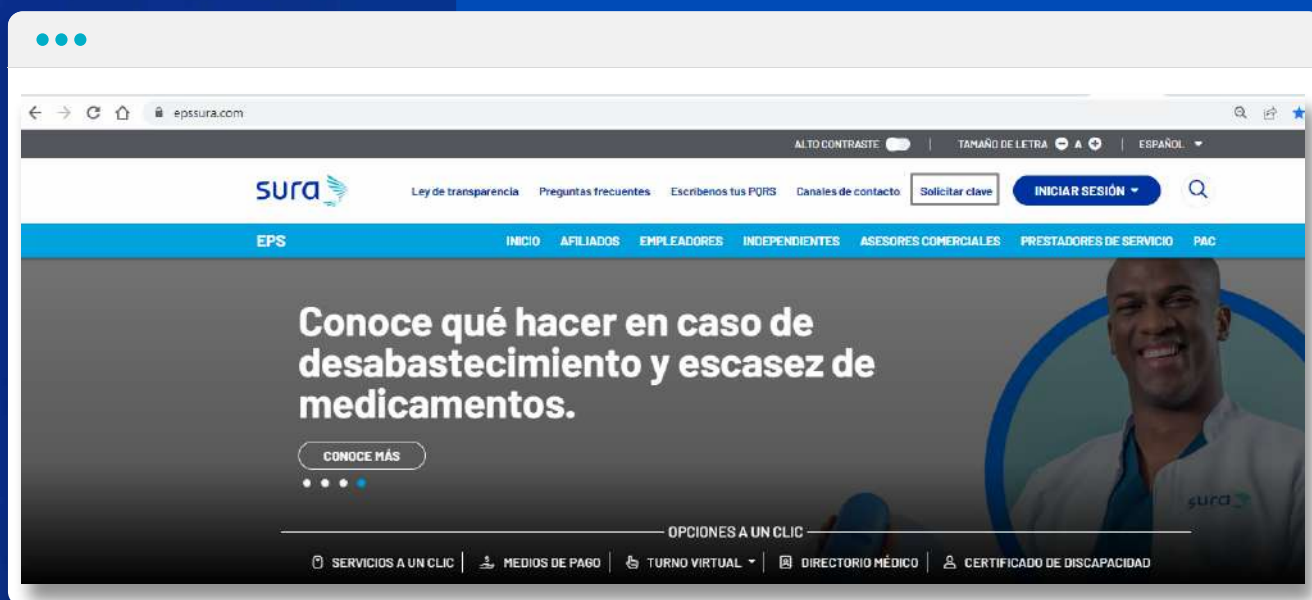 epssura.com
ALTO CONTRASTE | TAMAÑO DE LETRA - A + | ESPAÑOL
sura Ley de transparencia Preguntas frecuentes Escríbenos tus PQRS Canales de contacto Solicitar clave INICIAR SESIÓN
EPS INICIO AFILIADOS EMPLEADORES INDEPENDIENTES ASESORES COMERCIALES PRESTADORES DE SERVICIO PAC
Conoce qué hacer en caso de
desabastecimiento y escasez de
medicamentos.
CONOCE MÁS
sura
OPCIONES A UN CLIC
SERVICIOS A UN CLIC | MEDIOS DE PAGO | TURNO VIRTUAL | DIRECTORIO MÉDICO | CERTIFICADO DE DISCAPACIDAD